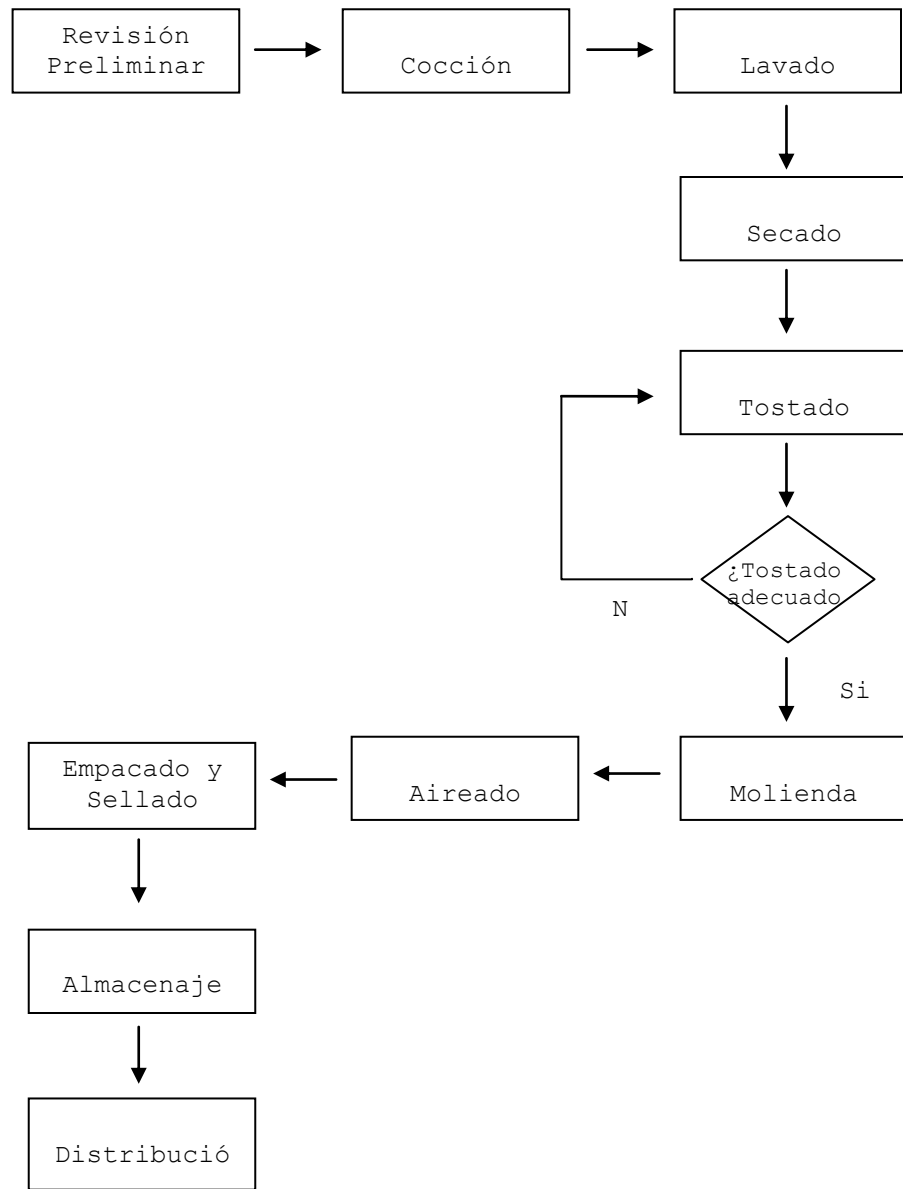 Revisión
Preliminar
Cocción
Lavado
Secado
Tostado
¿Tostado
adecuado
N
Si
Molienda
Aireado
Empacado y
Sellado
Almacenaje
Distribució